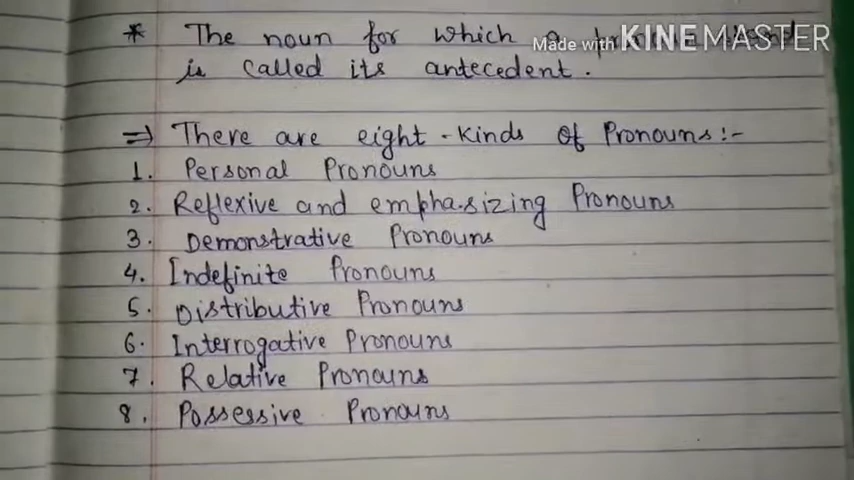 * The noun for which a
Made with KINEMASTER
is called its antecedent.
=> There are eight - kinds of Pronouns:-
1. Personal Pronouns
2. Reflexive and emphasizing Pronouns
3. Demonstrative Pronouns
4. Indefinite Pronouns
5. Distributive Pronouns
6. Interrogative Pronouns
7. Relative Pronouns
8. Possessive Pronouns